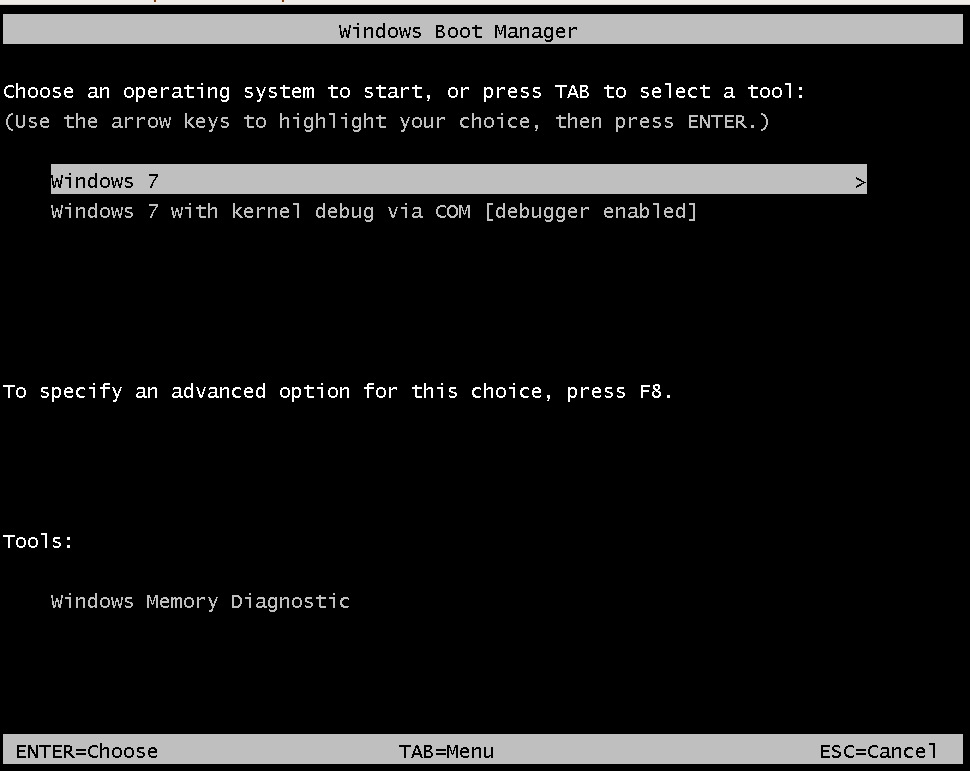 Windows Boot Manager
Choose an operating system to start, or press TAB to select a tool:
(Use the arrow keys to highlight your choice, then press ENTER.)
Windows 7 >
Windows 7 with kernel debug via COM [debugger enabled]
To specify an advanced option for this choice, press F8.
Tools:
Windows Memory Diagnostic
ENTER=Choose TAB=Menu ESC=Cancel